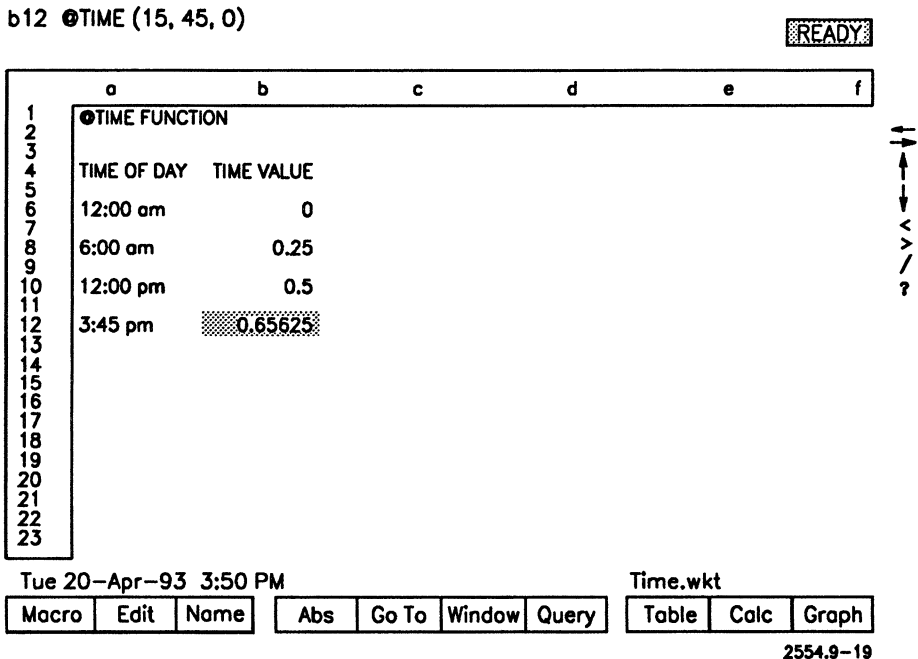 b12 @TIME (15, 45, 0)
READY
a b c d e f
1 @TIME FUNCTION
2
3
4 TIME OF DAY TIME VALUE
5
6 12:00 am 0
7
8 6:00 am 0.25
9
10 12:00 pm 0.5
11
12 3:45 pm 0.65625
13
14
15
16
17
18
19
20
21
22
23
<
>
/
?
Tue 20-Apr-93 3:50 PM Time.wkt
Macro Edit Name Abs Go To Window Query Table Calc Graph
2554.9-19